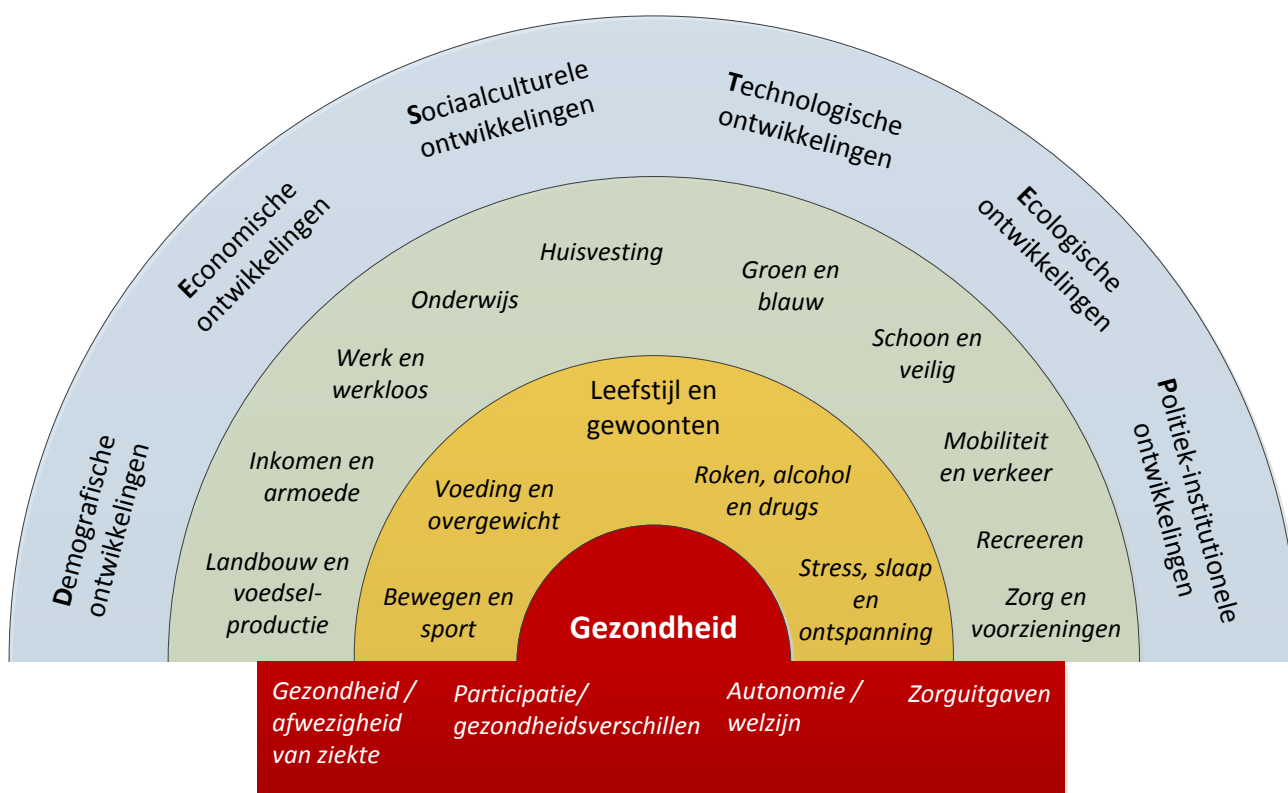 Demografische
ontwikkelingen
Economische
ontwikkelingen
Sociaalculturele
ontwikkelingen
Technologische
ontwikkelingen
Ecologische
ontwikkelingen
Politiek-institutionele
ontwikkelingen
Landbouw en
voedsel-
productie
Inkomen en
armoede
Werk en
werkloos
Onderwijs
Huisvesting
Groen en
blauw
Schoon en
veilig
Mobiliteit
en verkeer
Recreeren
Zorg en
voorzieningen
Leefstijl en
gewoonten
Bewegen en
sport
Voeding en
overgewicht
Roken, alcohol
en drugs
Stress, slaap
en
ontspanning
Gezondheid
Gezondheid /
afwezigheid
van ziekte
Participatie/
gezondheidsverschillen
Autonomie /
welzijn
Zorguitgaven